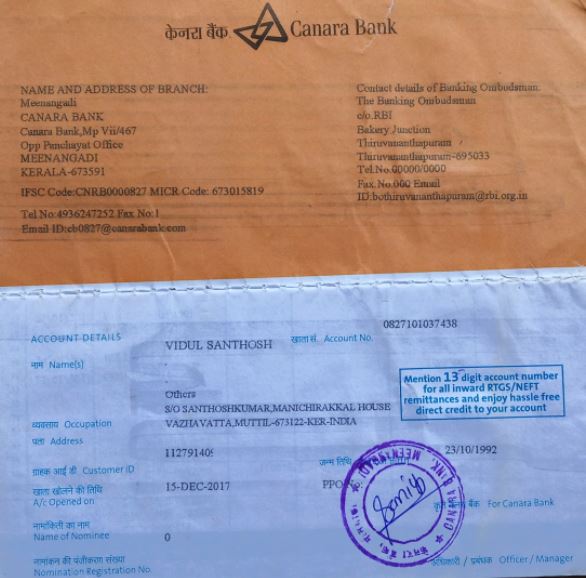 केनरा बैंक Canara Bank
NAME AND ADDRESS OF BRANCH:
Meenangadi
CANARA BANK
Canara Bank,Mp Vii/467
Opp Panchayat Office
MEENANGADI
KERALA-673591
IFSC Code:CNRB0000827 MICR Code: 673015819
Tel No:4936247252 Fax No:1
Email ID:cb0827@canarabank.com
Contact details of Banking Ombudsman:
The Banking Ombudsman
c/o.RBI
Bakery Junction
Thiruvananthapuram
Thiruvananthapuram-695033
Tel.No.00000/0000
Fax.No.000 Email
ID:bothiruvananthapuram@rbi.org.in
ACCOUNT DETAILS
खाता सं. Account No. 0827101037438
नाम Name(s) VIDUL SANTHOSH
Mention 13 digit account number
for all inward RTGS/NEFT
remittances and enjoy hassle free
direct credit to your account
व्यवसाय Occupation Others
पता Address S/O SANTHOSHKUMAR,MANICHIRAKKAL HOUSE
VAZHAVATTA,MUTTIL-673122-KER-INDIA
ग्राहक आई डी Customer ID 11279140
जन्म तिथि 23/10/1992
खाता खोलने की तिथि
A/c Opened on 15-DEC-2017
PPO No:
कृते केनरा बैंक For Canara Bank
नामांकिती का नाम
Name of Nominee 0
नामांकन की पंजीकरण संख्या
Nomination Registration No.
अधिकारी / प्रबंधक Officer / Manager
CANARA BANK, MEENANGADI